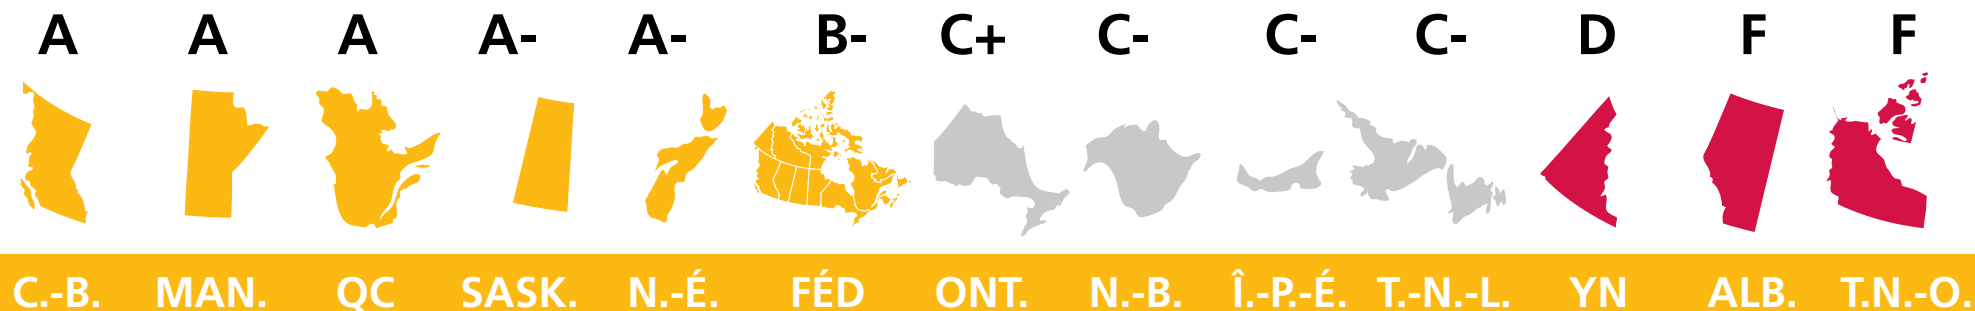 A A A A- A- B- C+ C- C- C- D F F
C.-B. MAN. QC SASK. N.-É. FÉD ONT. N.-B. Î.-P.-É. T.-N.-L. YN ALB. T.N.-O.